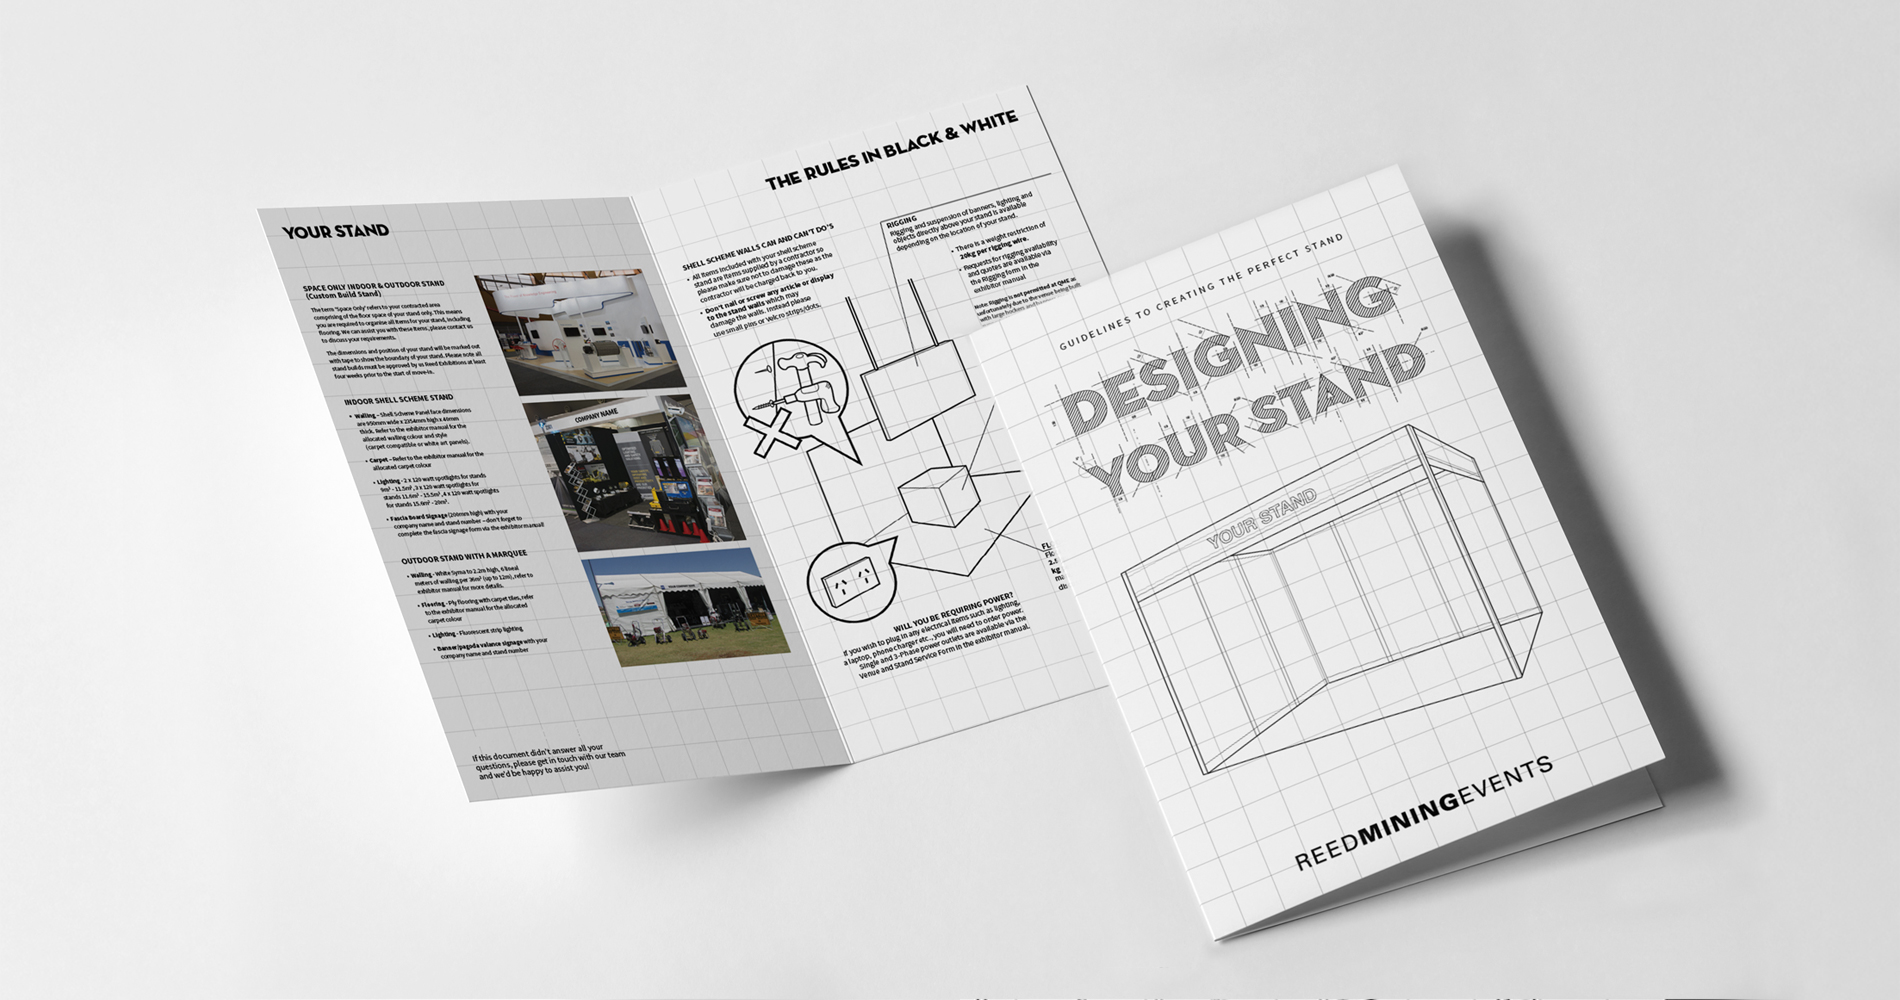 YOUR STAND
SPACE ONLY INDOOR & OUTDOOR STAND
(Custom Build Stand)
The term 'Space Only' refers to your contracted area
comprising of the floor space of your stand only. This means
you are required to organise all items for your stand, including
flooring. We can assist you with these items, please contact us
to discuss your requirements.
The dimensions and position of your stand will be marked out
with tape to show the boundary of your stand. Please note all
stand builds must be approved by us Reed Exhibitions at least
four weeks prior to the start of move-in.
INDOOR SHELL SCHEME STAND
• Walling – Shell Scheme Panel face dimensions
are 950mm wide x 2354mm high x 40mm
thick. Refer to the exhibitor manual for the
allocated walling colour and style
(carpet compatible or white art panels).
• Carpet – Refer to the exhibitor manual for the
allocated carpet colour
• Lighting - 2 x 120 watt spotlights for stands
9m² - 11.5m², 3 x 120 watt spotlights for
stands 11.6m² - 15.5m², 4 x 120 watt spotlights
for stands 15.6m² - 20m².
• Fascia Board Signage (200mm high) with your
company name and stand number – don't forget to
complete the fascia signage form via the exhibitor manual!
OUTDOOR STAND WITH A MARQUEE
• Walling - White Syma to 2.2m high, 6 lineal
meters of walling per 36m² (up to 12m), refer to
exhibitor manual for more details.
• Flooring - Ply flooring with carpet tiles, refer
to the exhibitor manual for the allocated
carpet colour
• Lighting - Fluorescent strip lighting
• Banner/pagoda valance signage with your
company name and stand number
If this document didn't answer all your
questions, please get in touch with our team
and we'd be happy to assist you!
COMPANY NAME
THE RULES IN BLACK & WHITE
SHELL SCHEME WALLS CAN AND CAN'T DO'S
• All items included with your shell scheme
stand are items supplied by a contractor so
please make sure not to damage these as the
contractor will be charged back to you.
• Don't nail or screw any article or display
to the stand walls which may
damage the walls. Instead please
use small pins or velcro strips/dots.
RIGGING
Rigging and suspension of banners, lighting and
objects directly above your stand is available
depending on the location of your stand.
• There is a weight restriction of
20kg per rigging wire.
• Requests for rigging availability
and quotes are available via
the Rigging form in the
exhibitor manual
Note: Rigging is not permitted at QME as
unfortunately due to the venue being built
WILL YOU BE REQUIRING POWER?
If you wish to plug in any electrical items such as lighting,
a laptop, phone charger etc., you will need to order power.
Single and 3-Phase power outlets are available via the
Venue and Stand Service Form in the exhibitor manual.
GUIDELINES TO CREATING THE PERFECT STAND
DESIGNING
YOUR STAND
YOUR STAND
REEDMININGEVENTS